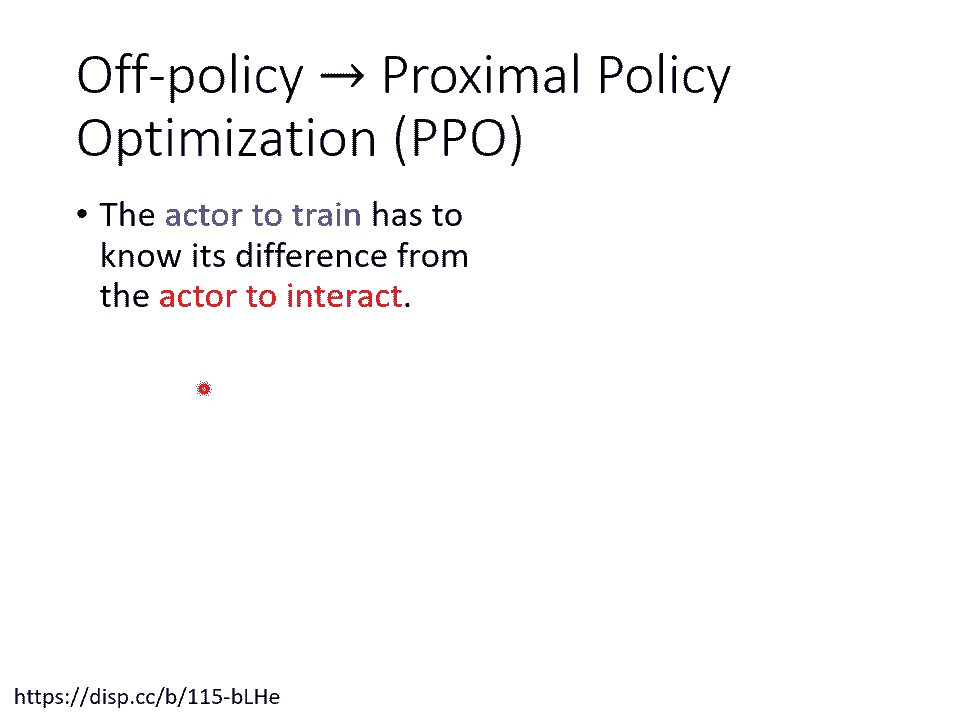 Off-policy → Proximal Policy
Optimization (PPO)
• The actor to train has to
know its difference from
the actor to interact.
https://disp.cc/b/115-bLHe